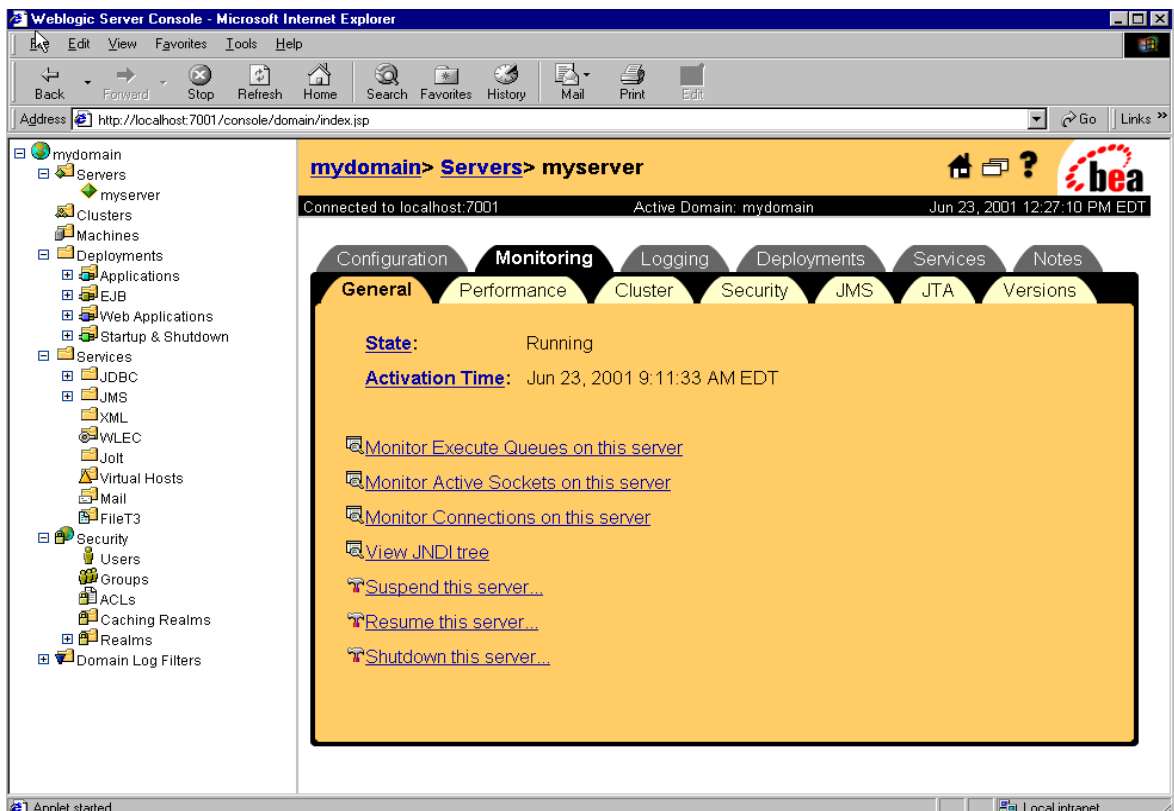 Weblogic Server Console - Microsoft Internet Explorer
File Edit View Favorites Tools Help
Back Forward Stop Refresh Home Search Favorites History Mail Print Edit
Address http://localhost:7001/console/domain/index.jsp Go Links »
mydomain
Servers
myserver
Clusters
Machines
Deployments
Applications
EJB
Web Applications
Startup & Shutdown
Services
JDBC
JMS
XML
WLEC
Jolt
Virtual Hosts
Mail
FileT3
Security
Users
Groups
ACLs
Caching Realms
Realms
Domain Log Filters
mydomain> Servers> myserver ? bea
Connected to localhost:7001 Active Domain: mydomain Jun 23, 2001 12:27:10 PM EDT
Configuration Monitoring Logging Deployments Services Notes
General Performance Cluster Security JMS JTA Versions
State: Running
Activation Time: Jun 23, 2001 9:11:33 AM EDT
Monitor Execute Queues on this server
Monitor Active Sockets on this server
Monitor Connections on this server
View JNDI tree
Suspend this server...
Resume this server...
Shutdown this server...
Applet started. Local intranet